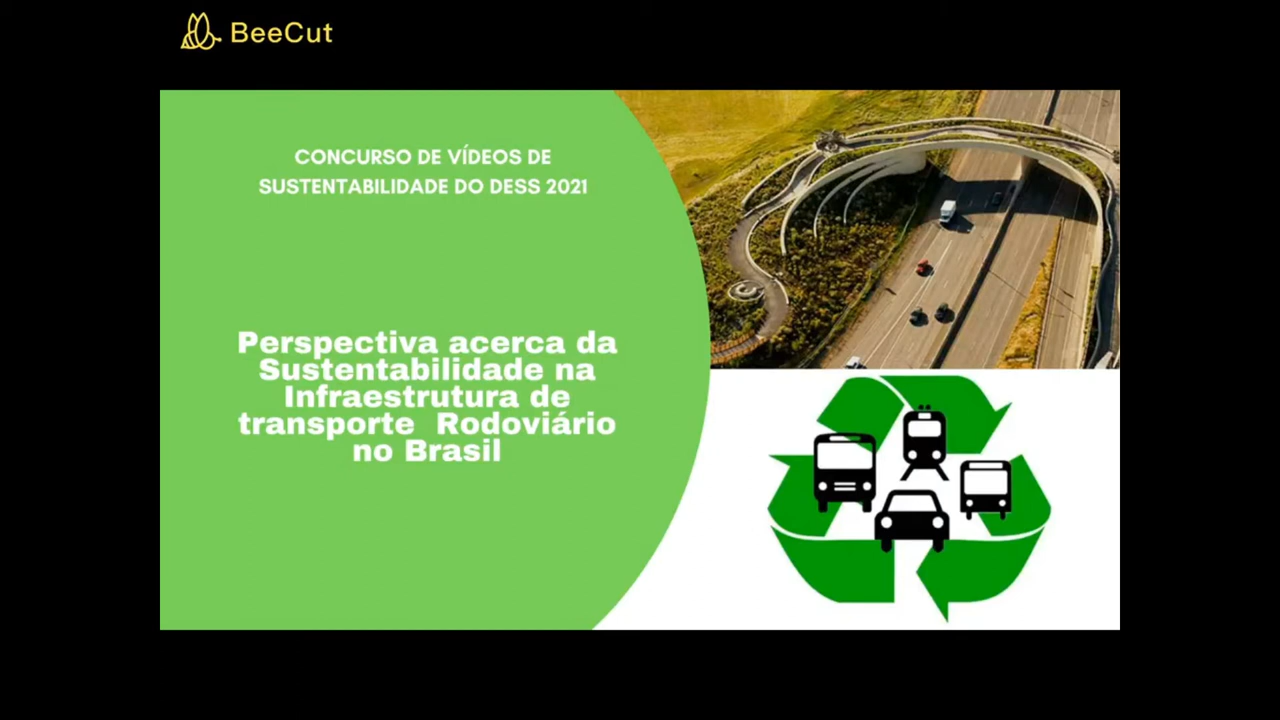 BeeCut
CONCURSO DE VÍDEOS DE
SUSTENTABILIDADE DO DESS 2021
Perspectiva acerca da
Sustentabilidade na
Infraestrutura de
transporte Rodoviário
no Brasil